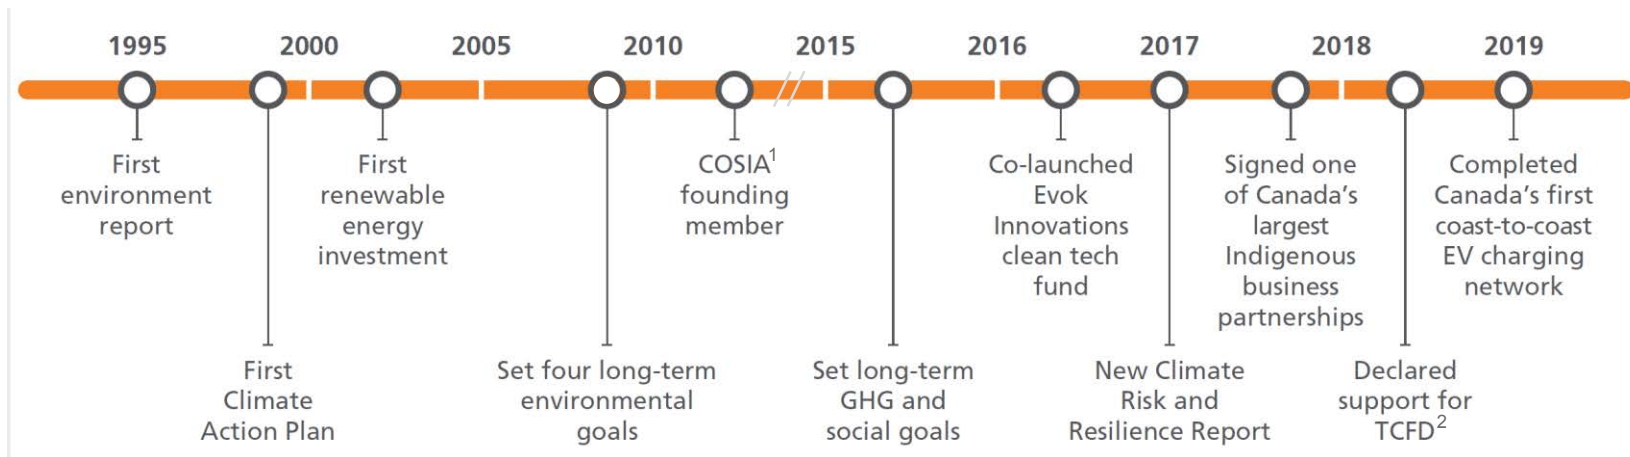 1995
2000
2005
2010
2015
2016
2017
2018
2019
First
environment
report
First
renewable
energy
investment
COSIA1
founding
member
Co-launched
Evok
Innovations
clean tech
fund
Signed one
of Canada’s
largest
Indigenous
business
partnerships
Completed
Canada’s first
coast-to-coast
EV charging
network
First
Climate
Action Plan
Set four long-term
environmental
goals
Set long-term
GHG and
social goals
New Climate
Risk and
Resilience Report
Declared
support for
TCFD2